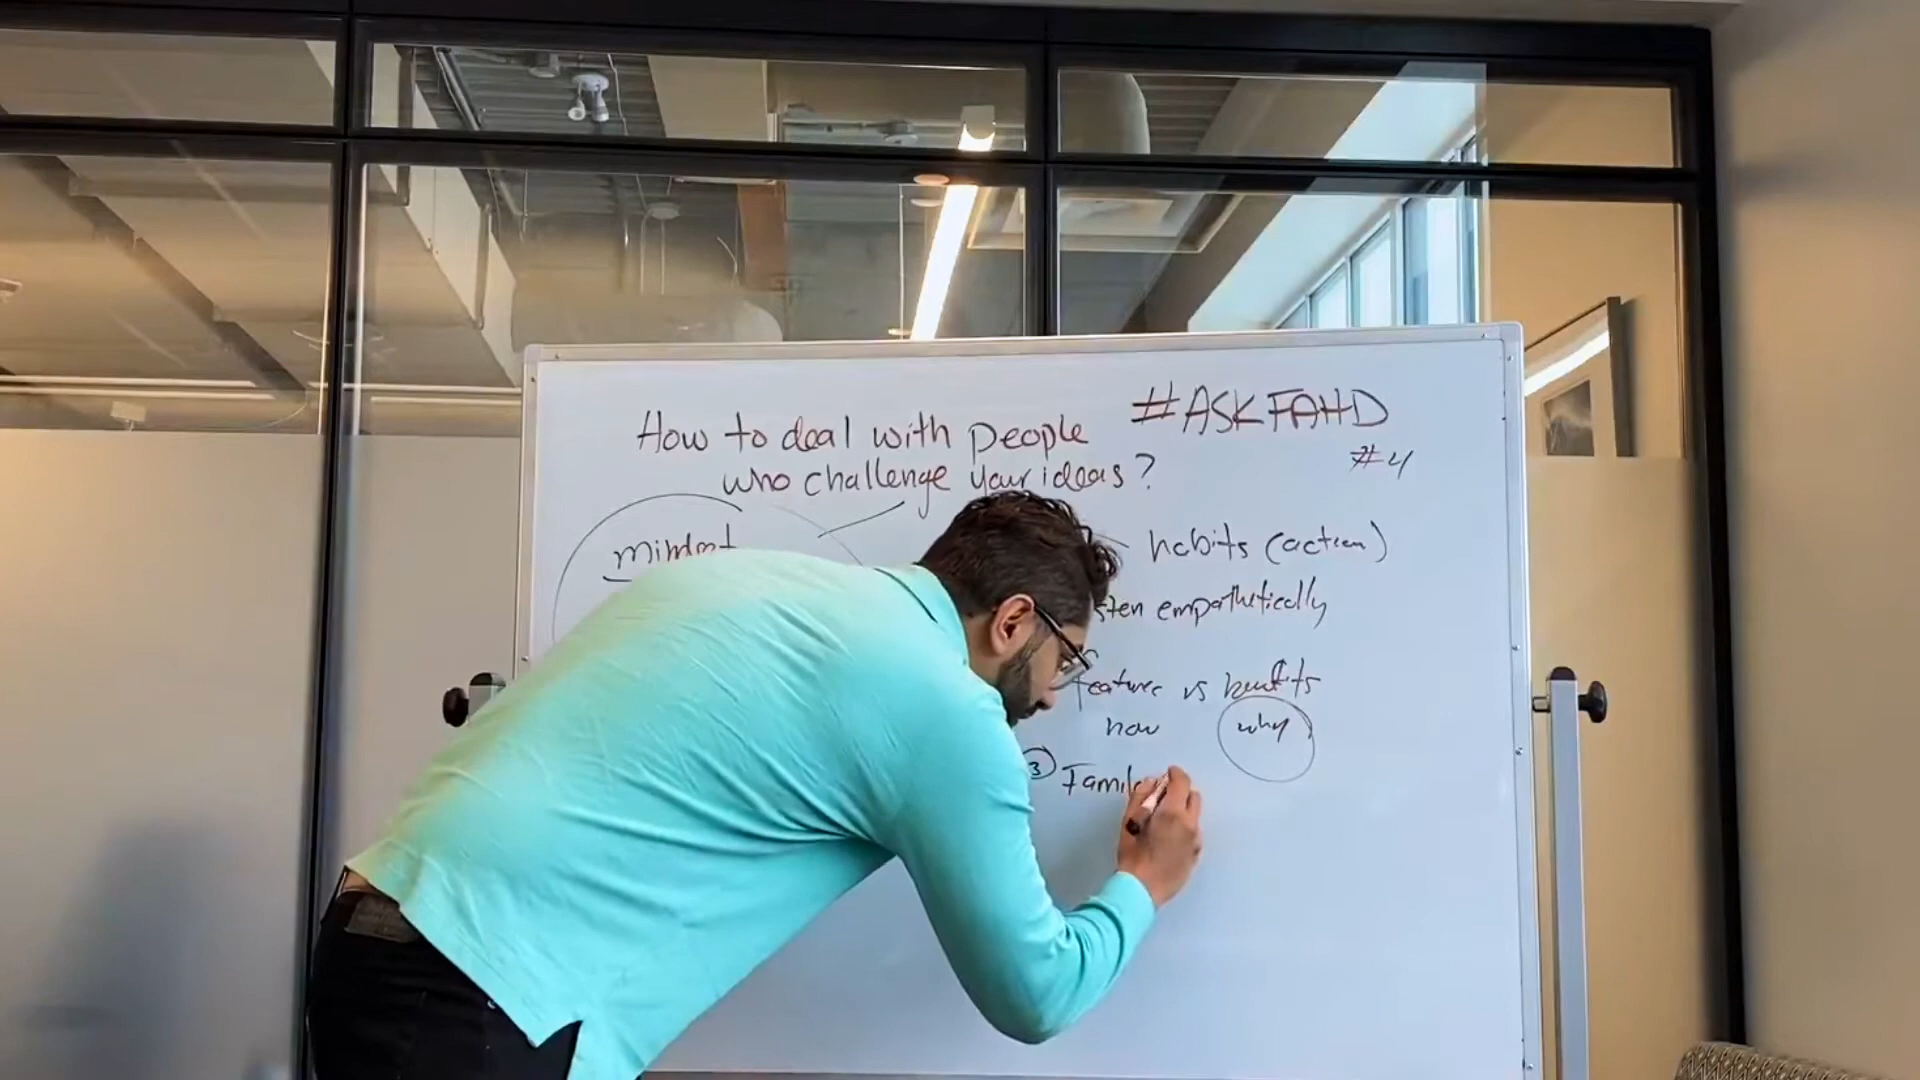 How to deal with people
who challenge your ideas?
#ASKFAHD
#4
mindset
habits (action)
sten empathetically
features vs benefits
how why
3 Famil